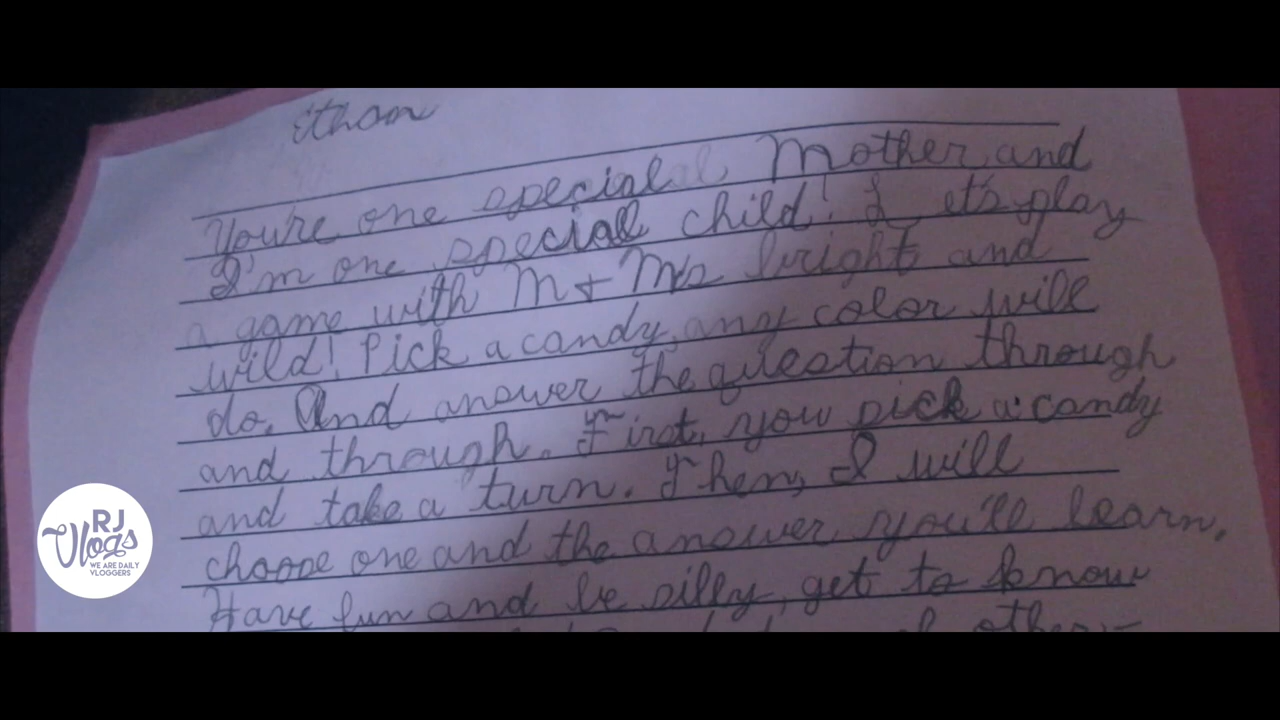 Ethan
You're one special Mother and
I'm one special child! Let's play
a game with M + M's bright and
wild! Pick a candy, any color will
do. And answer the question through
and through. First, you pick a candy
and take a turn. Then, I will
choose one and the answer you'll learn.
Have fun and be silly, get to know
other
RJ
Vlogs
WE ARE DAILY
VLOGGERS